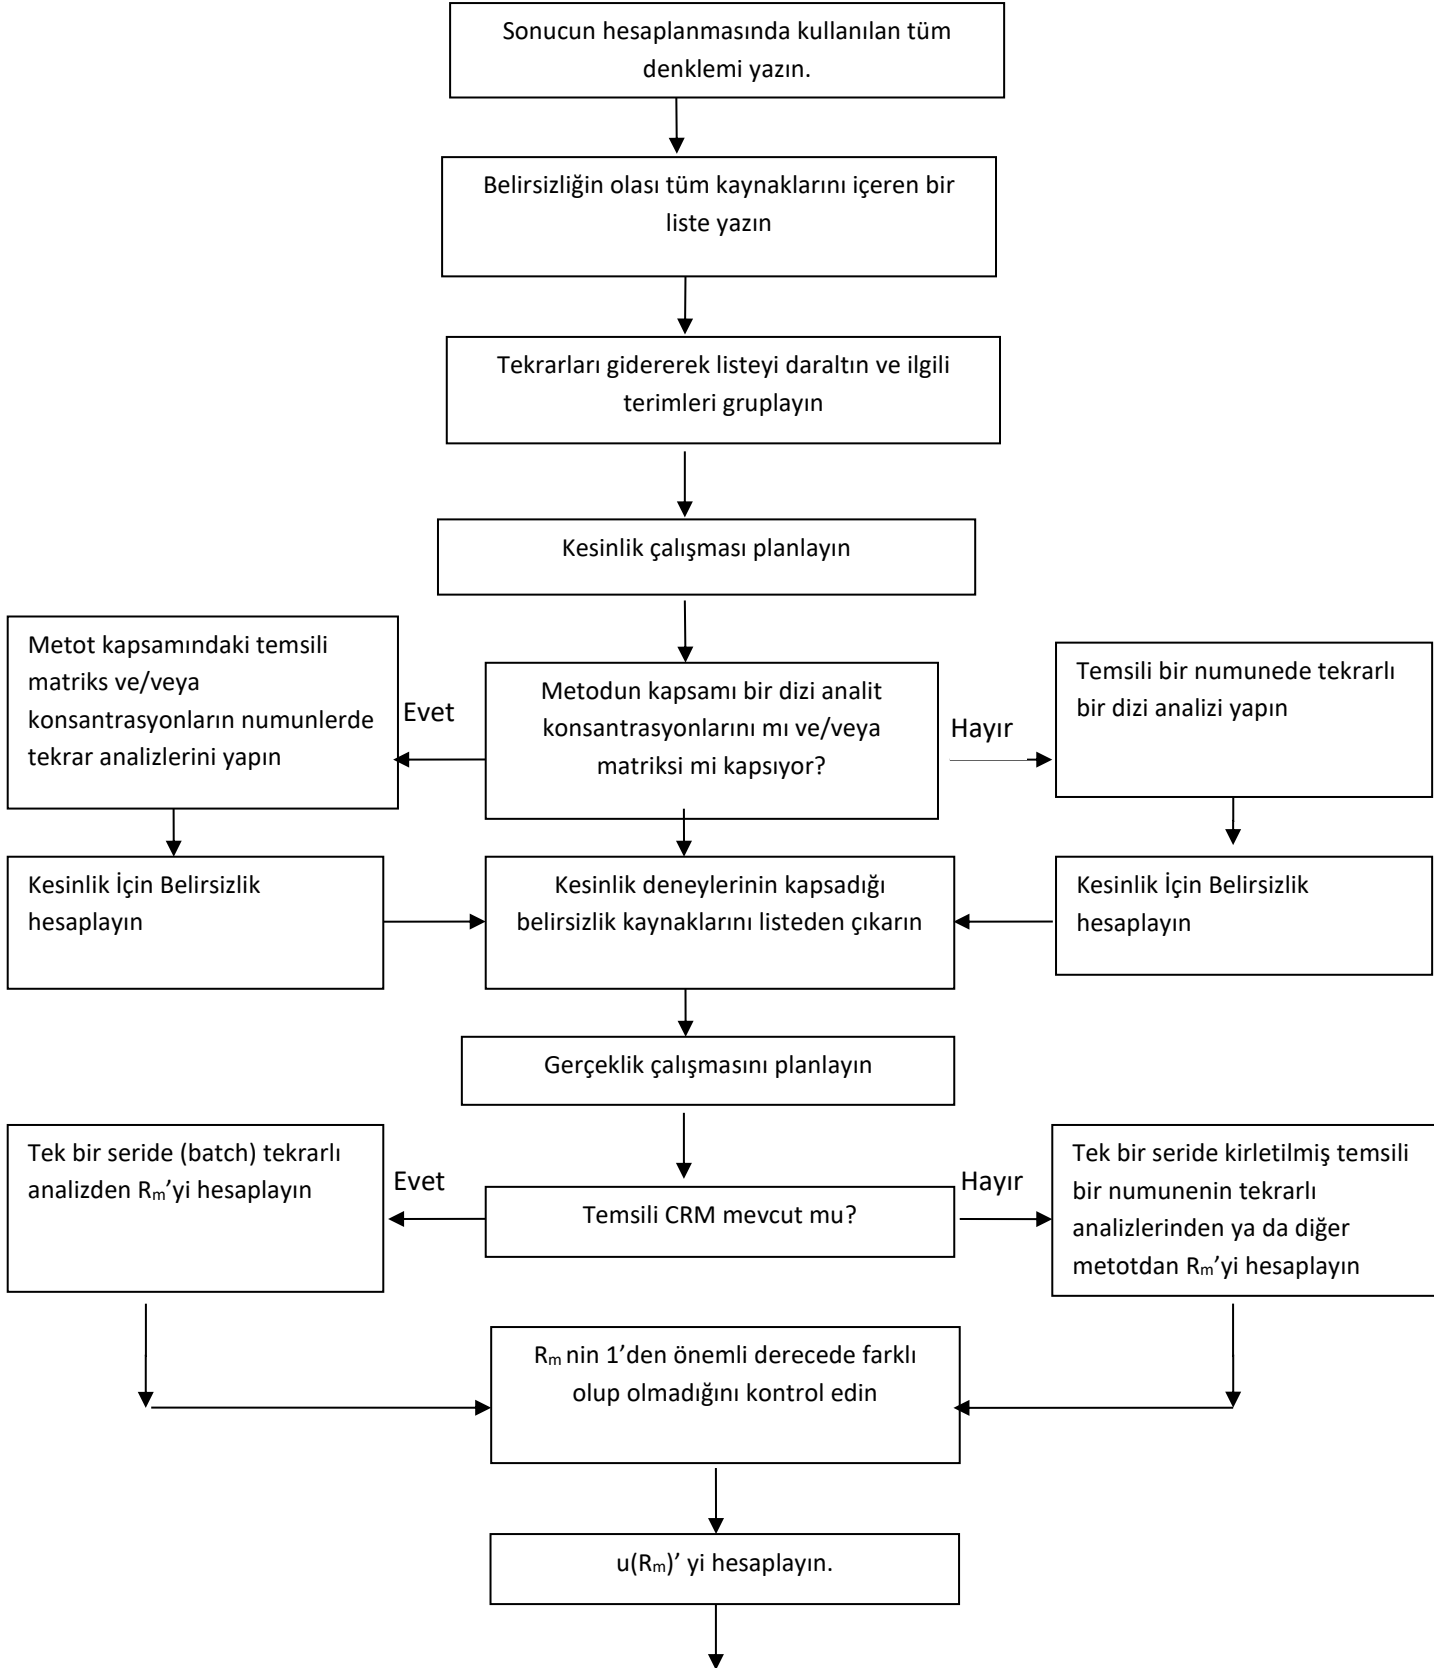 Sonucun hesaplanmasında kullanılan tüm
denklemi yazın.
Belirsizliğin olası tüm kaynaklarını içeren bir
liste yazın
Tekrarları gidererek listeyi daraltın ve ilgili
terimleri gruplayın
Kesinlik çalışması planlayın
Metot kapsamındaki temsili
matriks ve/veya
konsantrasyonların numunlerde
tekrar analizlerini yapın
Evet
Metodun kapsamı bir dizi analit
konsantrasyonlarını mı ve/veya
matriksi mi kapsıyor?
Hayır
Temsili bir numunede tekrarlı
bir dizi analizi yapın
Kesinlik İçin Belirsizlik
hesaplayın
Kesinlik deneylerinin kapsadığı
belirsizlik kaynaklarını listeden çıkarın
Kesinlik İçin Belirsizlik
hesaplayın
Gerçeklik çalışmasını planlayın
Tek bir seride (batch) tekrarlı
analizden Rm’yi hesaplayın
Evet
Temsili CRM mevcut mu?
Hayır
Tek bir seride kirletilmiş temsili
bir numunenin tekrarlı
analizlerinden ya da diğer
metotdan Rm’yi hesaplayın
Rm nin 1’den önemli derecede farklı
olup olmadığını kontrol edin
u(Rm)’ yi hesaplayın.